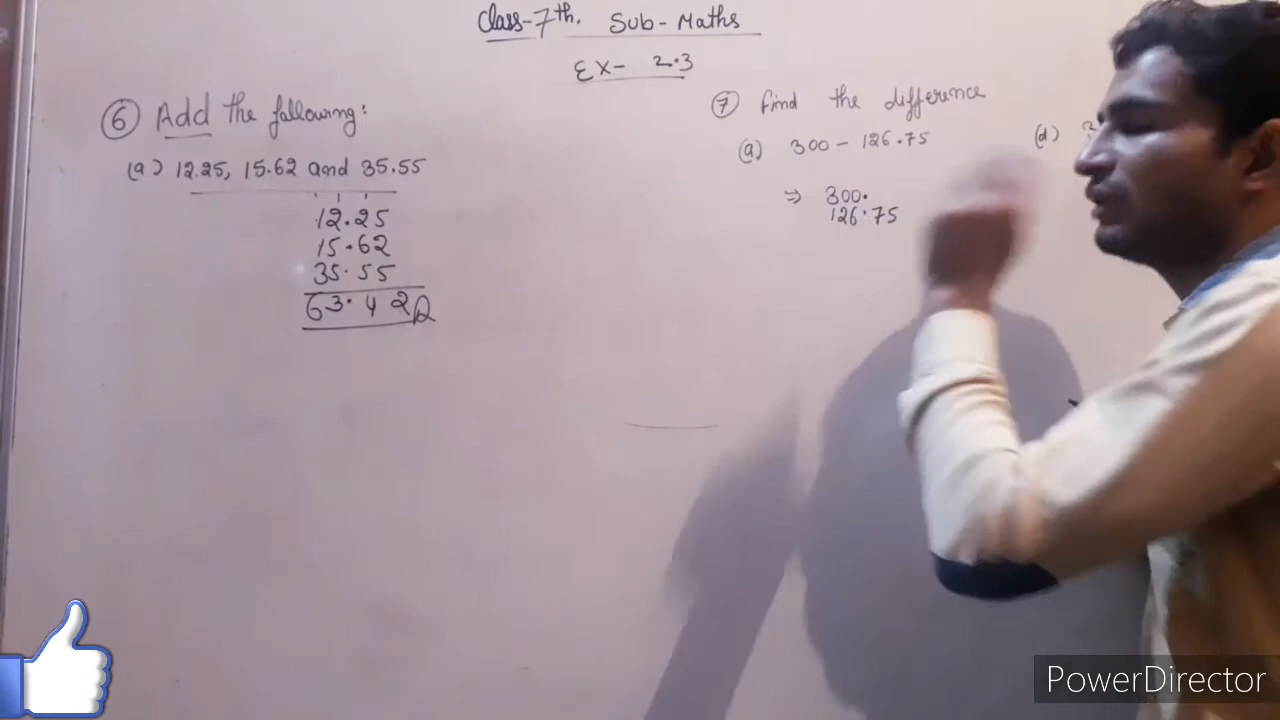 Class-7th. Sub-Maths
Ex- 2.3
6 Add the following:
(a) 12.25, 15.62 and 35.55
12.25
15.62
35.55
63.42
7 find the difference
(a) 300 - 126.75
⇒ 300.
126.75
(d)
PowerDirector